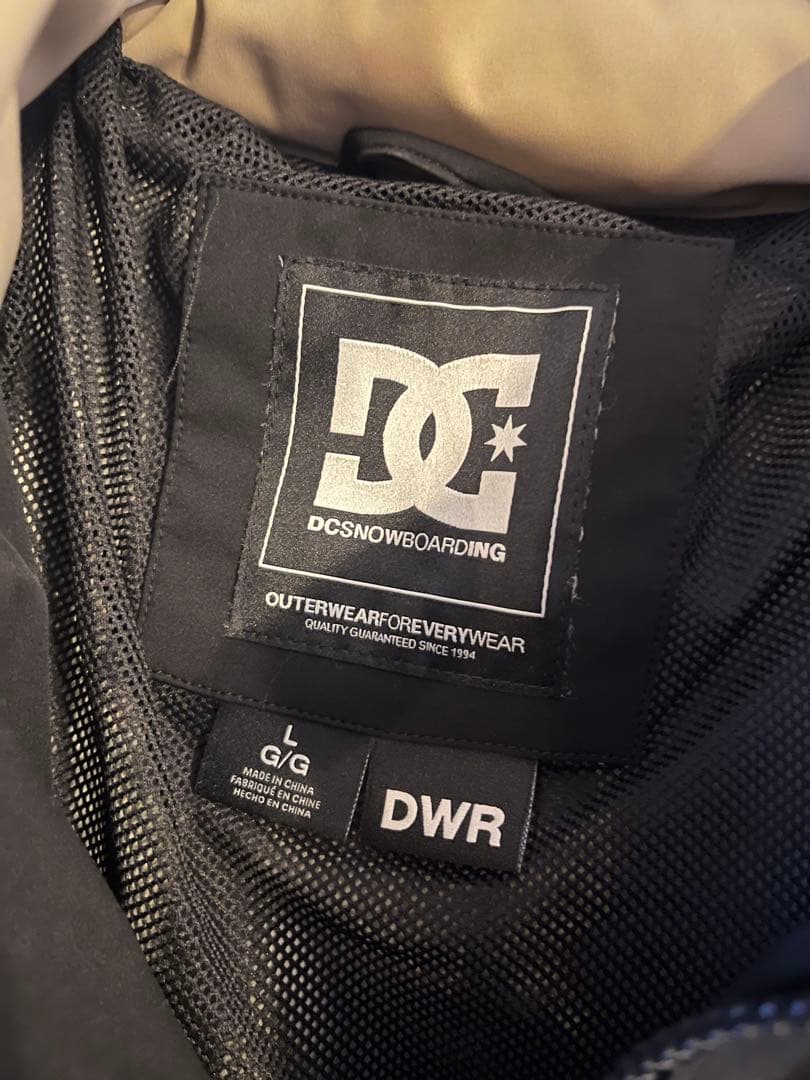 DC
DCSNOWBOARDING
OUTERWEARFOREVERYWEAR
QUALITY GUARANTEED SINCE 1994
L
G/G
MADE IN CHINA
FABRIQUÉ EN CHINE
HECHO EN CHINA
DWR